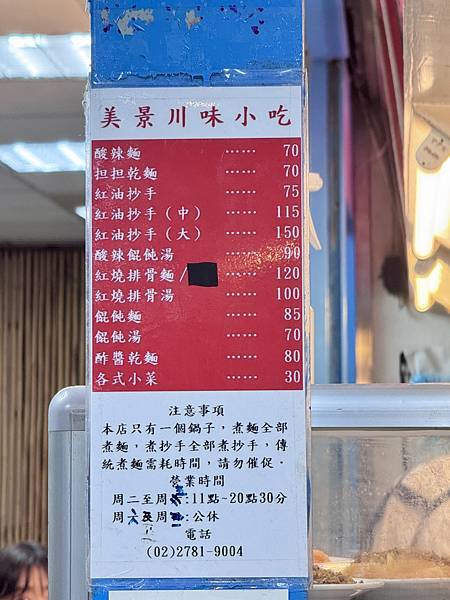 美景川味小吃
酸辣麵 …… 70
担担乾麵 …… 70
紅油抄手 …… 75
紅油抄手（中） …… 115
紅油抄手（大） …… 150
酸辣餛飩湯 …… 90
紅燒排骨麵/ …… 120
紅燒排骨湯 …… 100
餛飩麵 …… 85
餛飩湯 …… 70
酢醬乾麵 …… 80
各式小菜 …… 30
注意事項
本店只有一個鍋子，煮麵全部
煮麵，煮抄手全部煮抄手，傳
統煮麵需耗時間，請勿催促．
營業時間
周二至周 :11點~20點30分
周 周 :公休
電話
(02)2781-9004